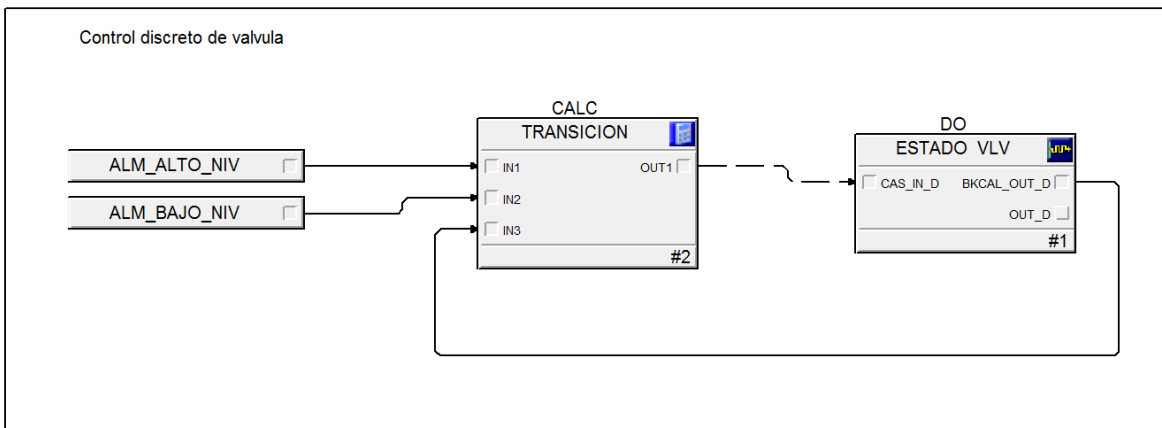 Control discreto de valvula
CALC
TRANSICION
ALM_ALTO_NIV
IN1
OUT1
ALM_BAJO_NIV
IN2
IN3
#2
DO
ESTADO VLV
CAS_IN_D
BKCAL_OUT_D
OUT_D
#1